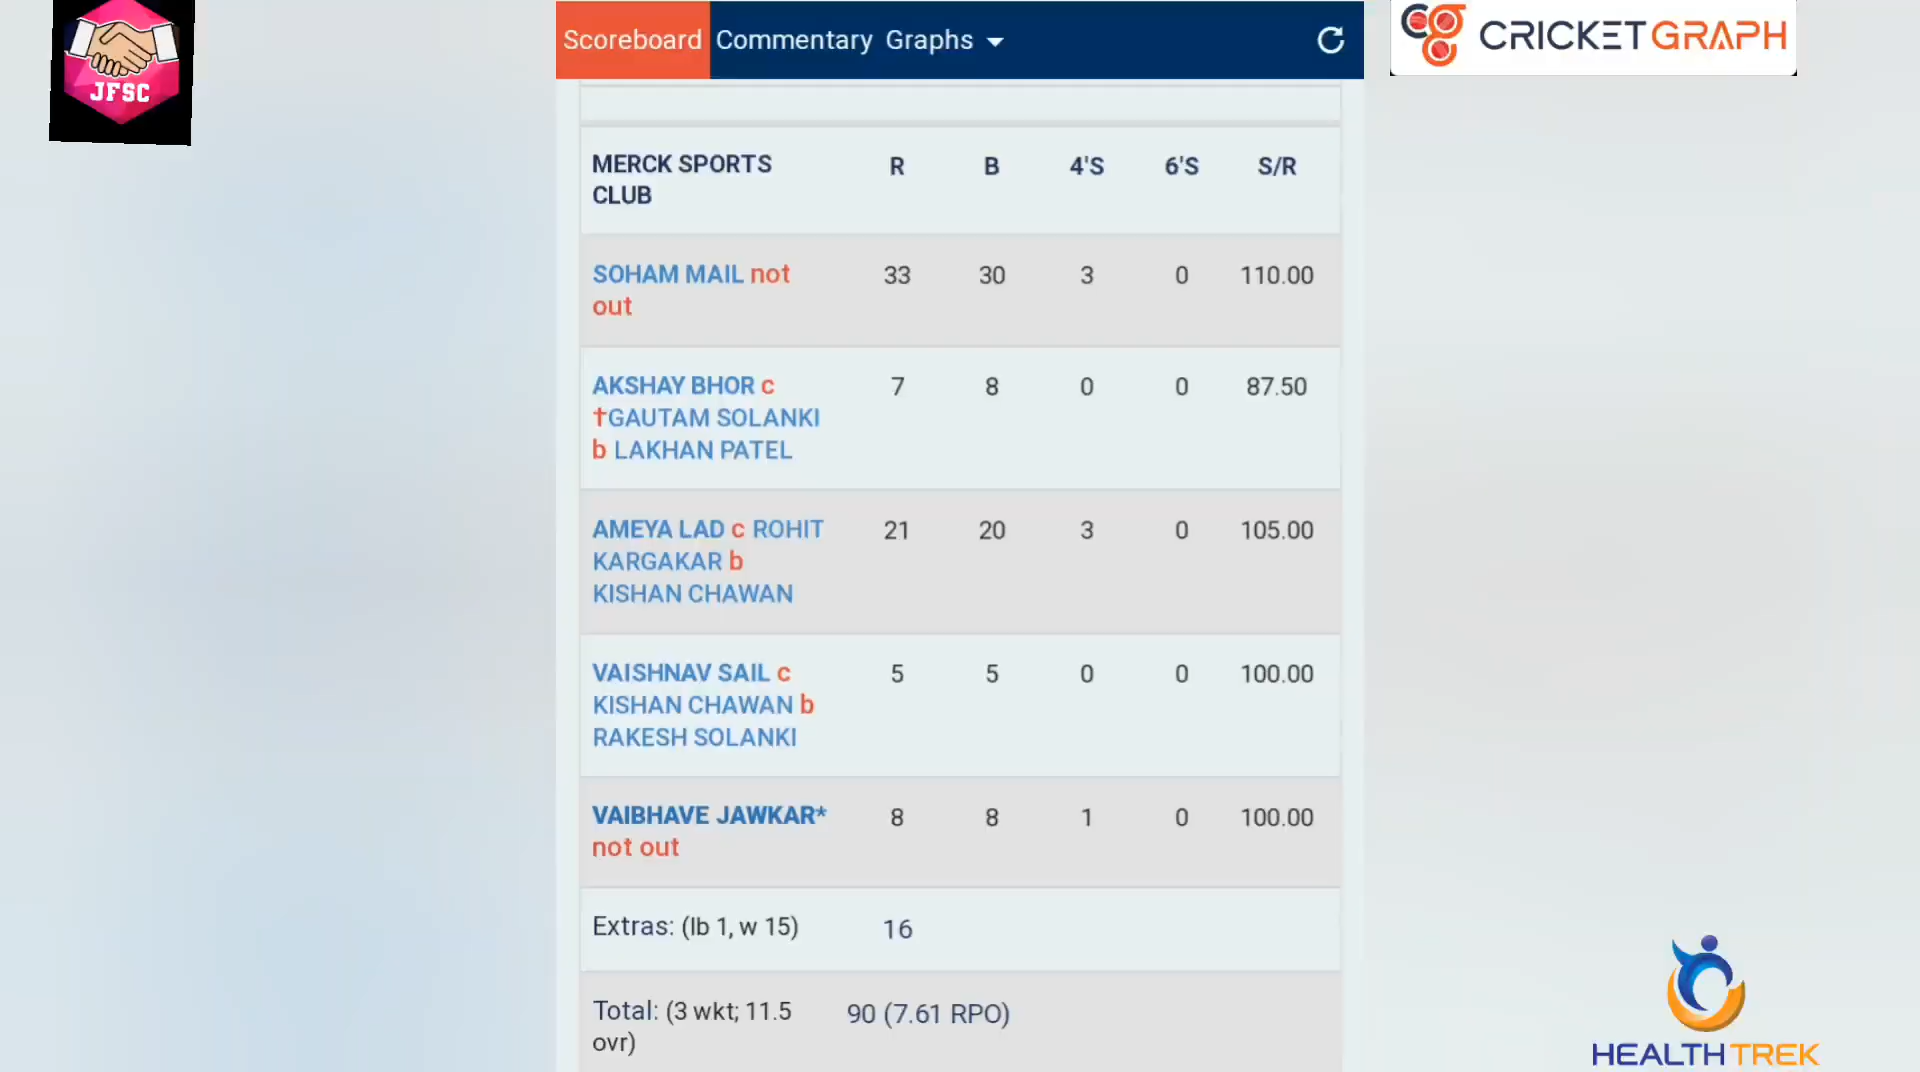 JFSC
Scoreboard Commentary Graphs
CRICKETGRAPH
MERCK SPORTS CLUB R B 4'S 6'S S/R
SOHAM MAIL not out 33 30 3 0 110.00
AKSHAY BHOR c †GAUTAM SOLANKI b LAKHAN PATEL 7 8 0 0 87.50
AMEYA LAD c ROHIT KARGAKAR b KISHAN CHAWAN 21 20 3 0 105.00
VAISHNAV SAIL c KISHAN CHAWAN b RAKESH SOLANKI 5 5 0 0 100.00
VAIBHAVE JAWKAR* not out 8 8 1 0 100.00
Extras: (lb 1, w 15) 16
Total: (3 wkt; 11.5 ovr) 90 (7.61 RPO)
HEALTH TREK